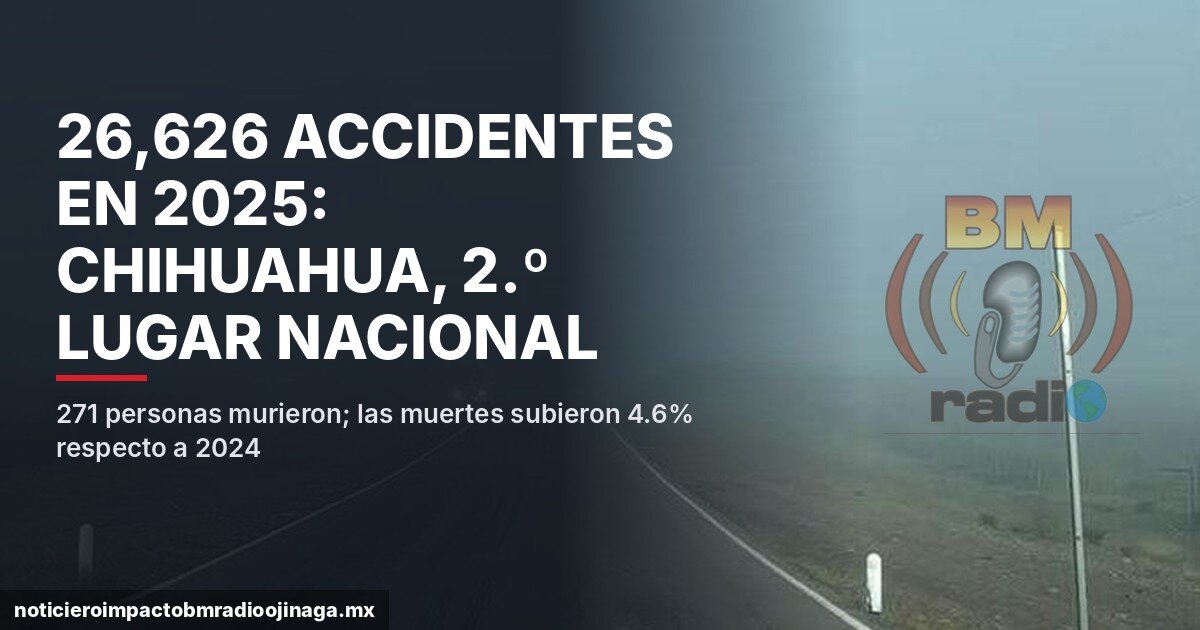 26,626 ACCIDENTES
EN 2025:
CHIHUAHUA, 2.º
LUGAR NACIONAL
271 personas murieron; las muertes subieron 4.6%
respecto a 2024
BM
radio
noticieroimpactobmradioojinaga.mx